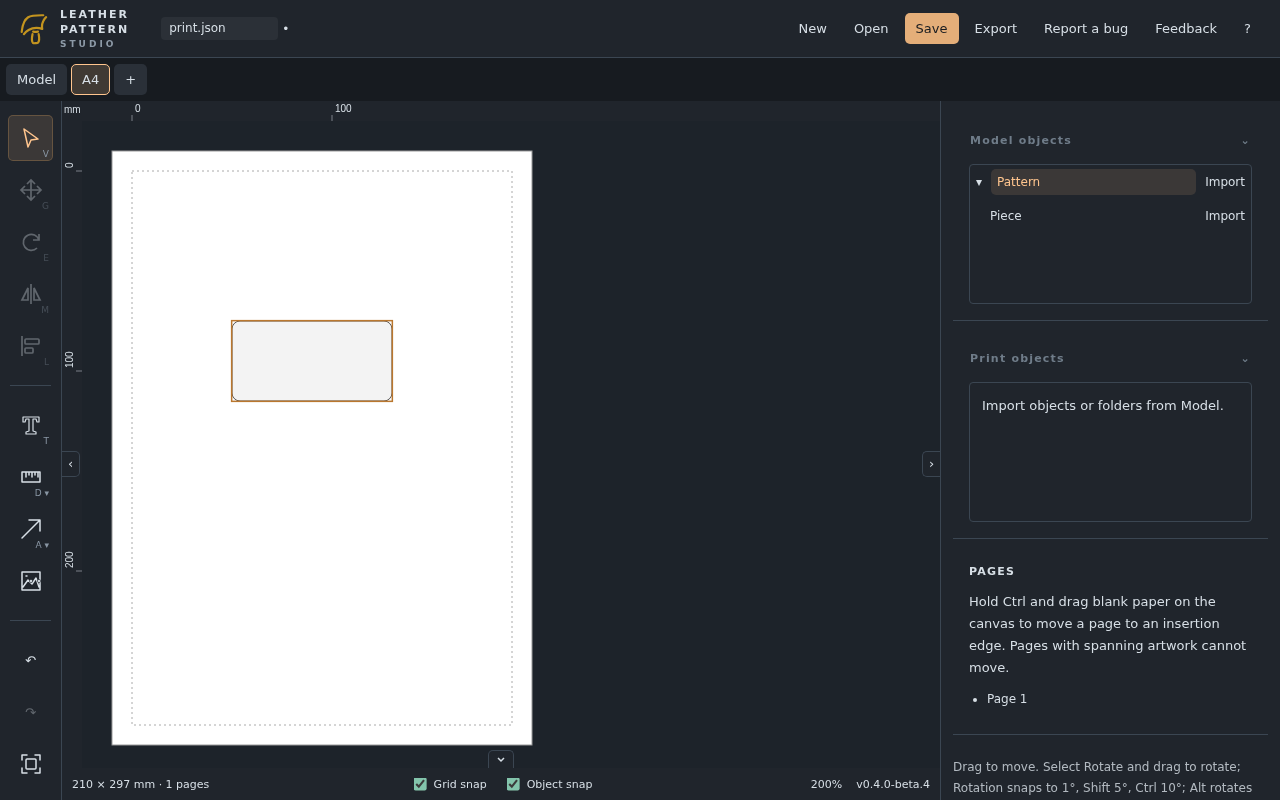 LEATHER
PATTERN
STUDIO
print.json •
New Open Save Export Report a bug Feedback ?
Model A4 +
mm 0 100
0
100
200
V
G
E
M
L
T
D ▾
A ▾
Model objects
▾ Pattern Import
Piece Import
Print objects
Import objects or folders from Model.
PAGES
Hold Ctrl and drag blank paper on the
canvas to move a page to an insertion
edge. Pages with spanning artwork cannot
move.
• Page 1
Drag to move. Select Rotate and drag to rotate;
Rotation snaps to 1°, Shift 5°, Ctrl 10°; Alt rotates
210 × 297 mm · 1 pages Grid snap Object snap 200% v0.4.0-beta.4